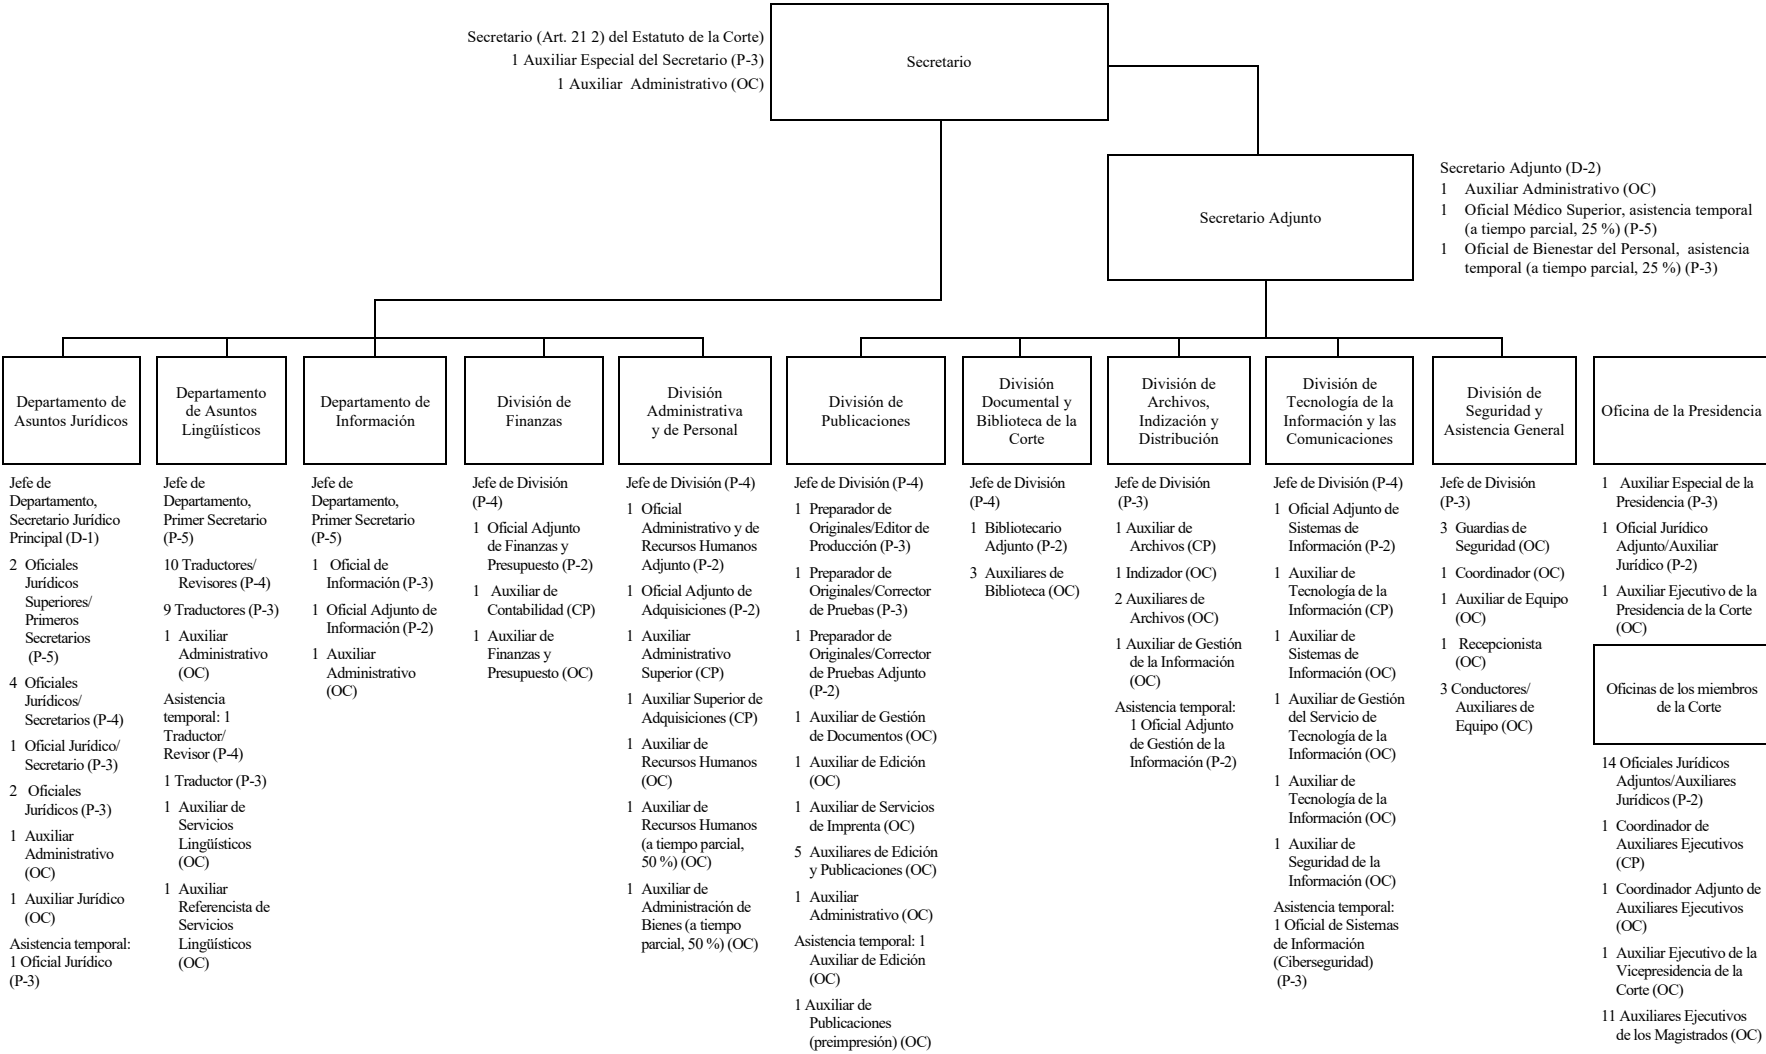 Secretario (Art. 21 2) del Estatuto de la Corte)
1 Auxiliar Especial del Secretario (P-3)
1 Auxiliar Administrativo (OC)
Secretario
Secretario Adjunto
Secretario Adjunto (D-2)
1 Auxiliar Administrativo (OC)
1 Oficial Médico Superior, asistencia temporal
(a tiempo parcial, 25 %) (P-5)
1 Oficial de Bienestar del Personal, asistencia
temporal (a tiempo parcial, 25 %) (P-3)
Departamento de
Asuntos Jurídicos
Jefe de
Departamento,
Secretario Jurídico
Principal (D-1)
2 Oficiales
Jurídicos
Superiores/
Primeros
Secretarios
(P-5)
4 Oficiales
Jurídicos/
Secretarios (P-4)
1 Oficial Jurídico/
Secretario (P-3)
2 Oficiales
Jurídicos (P-3)
1 Auxiliar
Administrativo
(OC)
1 Auxiliar Jurídico
(OC)
Asistencia temporal:
1 Oficial Jurídico
(P-3)
Departamento
de Asuntos
Lingüísticos
Jefe de
Departamento,
Primer Secretario
(P-5)
10 Traductores/
Revisores (P-4)
9 Traductores (P-3)
1 Auxiliar
Administrativo
(OC)
Asistencia
temporal: 1
Traductor/
Revisor (P-4)
1 Traductor (P-3)
1 Auxiliar de
Servicios
Lingüísticos
(OC)
1 Auxiliar
Referencista de
Servicios
Lingüísticos
(OC)
Departamento de
Información
Jefe de
Departamento,
Primer Secretario
(P-5)
1 Oficial de
Información (P-3)
1 Oficial Adjunto de
Información (P-2)
1 Auxiliar
Administrativo
(OC)
División de
Finanzas
Jefe de División
(P-4)
1 Oficial Adjunto
de Finanzas y
Presupuesto (P-2)
1 Auxiliar de
Contabilidad (CP)
1 Auxiliar de
Finanzas y
Presupuesto (OC)
División
Administrativa
y de Personal
Jefe de División (P-4)
1 Oficial
Administrativo y de
Recursos Humanos
Adjunto (P-2)
1 Oficial Adjunto de
Adquisiciones (P-2)
1 Auxiliar
Administrativo
Superior (CP)
1 Auxiliar Superior de
Adquisiciones (CP)
1 Auxiliar de
Recursos Humanos
(OC)
1 Auxiliar de
Recursos Humanos
(a tiempo parcial,
50 %) (OC)
1 Auxiliar de
Administración de
Bienes (a tiempo
parcial, 50 %) (OC)
División de
Publicaciones
Jefe de División (P-4)
1 Preparador de
Originales/Editor de
Producción (P-3)
1 Preparador de
Originales/Corrector
de Pruebas (P-3)
1 Preparador de
Originales/Corrector
de Pruebas Adjunto
(P-2)
1 Auxiliar de Gestión
de Documentos (OC)
1 Auxiliar de Edición
(OC)
1 Auxiliar de Servicios
de Imprenta (OC)
5 Auxiliares de Edición
y Publicaciones (OC)
1 Auxiliar
Administrativo (OC)
Asistencia temporal: 1
Auxiliar de Edición
(OC)
1 Auxiliar de
Publicaciones
(preimpresión) (OC)
División
Documental y
Biblioteca de la
Corte
Jefe de División
(P-4)
1 Bibliotecario
Adjunto (P-2)
3 Auxiliares de
Biblioteca (OC)
División de
Archivos,
Indización y
Distribución
Jefe de División
(P-3)
1 Auxiliar de
Archivos (CP)
1 Indizador (OC)
2 Auxiliares de
Archivos (OC)
1 Auxiliar de Gestión
de la Información
(OC)
Asistencia temporal:
1 Oficial Adjunto
de Gestión de la
Información (P-2)
División de
Tecnología de la
Información y las
Comunicaciones
Jefe de División (P-4)
1 Oficial Adjunto de
Sistemas de
Información (P-2)
1 Auxiliar de
Tecnología de la
Información (CP)
1 Auxiliar de
Sistemas de
Información (OC)
1 Auxiliar de Gestión
del Servicio de
Tecnología de la
Información (OC)
1 Auxiliar de
Tecnología de la
Información (OC)
1 Auxiliar de
Seguridad de la
Información (OC)
Asistencia temporal:
1 Oficial de Sistemas
de Información
(Ciberseguridad)
(P-3)
División de
Seguridad y
Asistencia General
Jefe de División
(P-3)
3 Guardias de
Seguridad (OC)
1 Coordinador (OC)
1 Auxiliar de Equipo
(OC)
1 Recepcionista
(OC)
3 Conductores/
Auxiliares de
Equipo (OC)
Oficina de la Presidencia
1 Auxiliar Especial de la
Presidencia (P-3)
1 Oficial Jurídico
Adjunto/Auxiliar
Jurídico (P-2)
1 Auxiliar Ejecutivo de la
Presidencia de la Corte
(OC)
Oficinas de los miembros
de la Corte
14 Oficiales Jurídicos
Adjuntos/Auxiliares
Jurídicos (P-2)
1 Coordinador de
Auxiliares Ejecutivos
(CP)
1 Coordinador Adjunto de
Auxiliares Ejecutivos
(OC)
1 Auxiliar Ejecutivo de la
Vicepresidencia de la
Corte (OC)
11 Auxiliares Ejecutivos
de los Magistrados (OC)